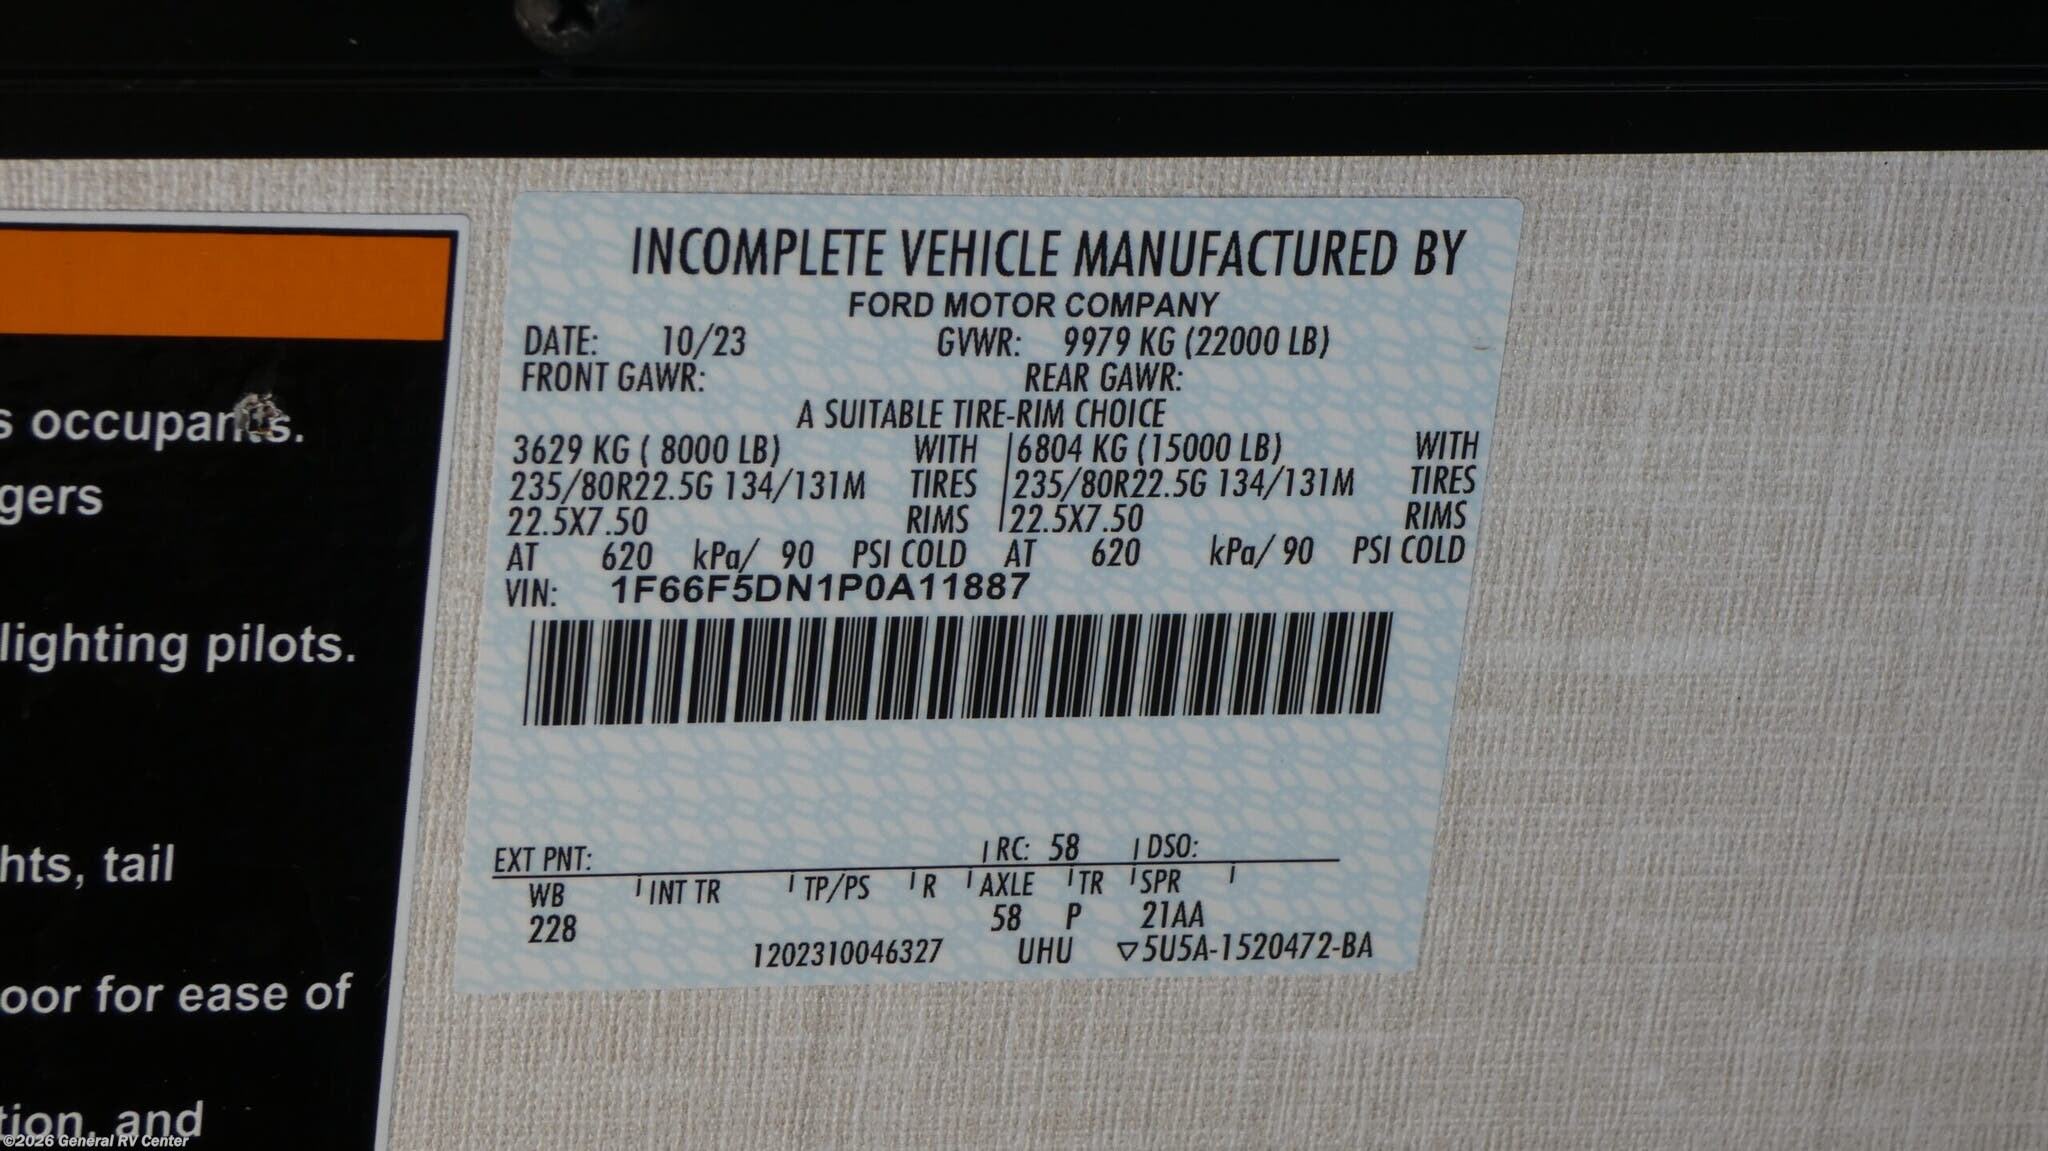 INCOMPLETE VEHICLE MANUFACTURED BY
FORD MOTOR COMPANY
DATE: 10/23 GVWR: 9979 KG (22000 LB)
FRONT GAWR: REAR GAWR:
A SUITABLE TIRE-RIM CHOICE
3629 KG ( 8000 LB) WITH | 6804 KG (15000 LB) WITH
235/80R22.5G 134/131M TIRES | 235/80R22.5G 134/131M TIRES
22.5X7.50 RIMS | 22.5X7.50 RIMS
AT 620 kPa/ 90 PSI COLD AT 620 kPa/ 90 PSI COLD
VIN: 1F66F5DN1P0A11887
EXT PNT: | RC: 58 | DSO:
WB | INT TR | TP/PS | R | AXLE | TR | SPR |
228 58 P 21AA
1202310046327 UHU ▽5U5A-1520472-BA
s occupants.
gers
lighting pilots.
hts, tail
oor for ease of
tion, and
©2026 General RV Center